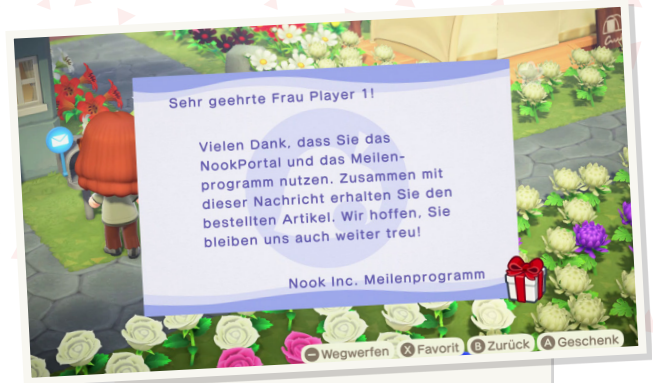 Sehr geehrte Frau Player 1!
Vielen Dank, dass Sie das
NookPortal und das Meilen-
programm nutzen. Zusammen mit
dieser Nachricht erhalten Sie den
bestellten Artikel. Wir hoffen, Sie
bleiben uns auch weiter treu!
Nook Inc. Meilenprogramm
− Wegwerfen X Favorit B Zurück A Geschenk